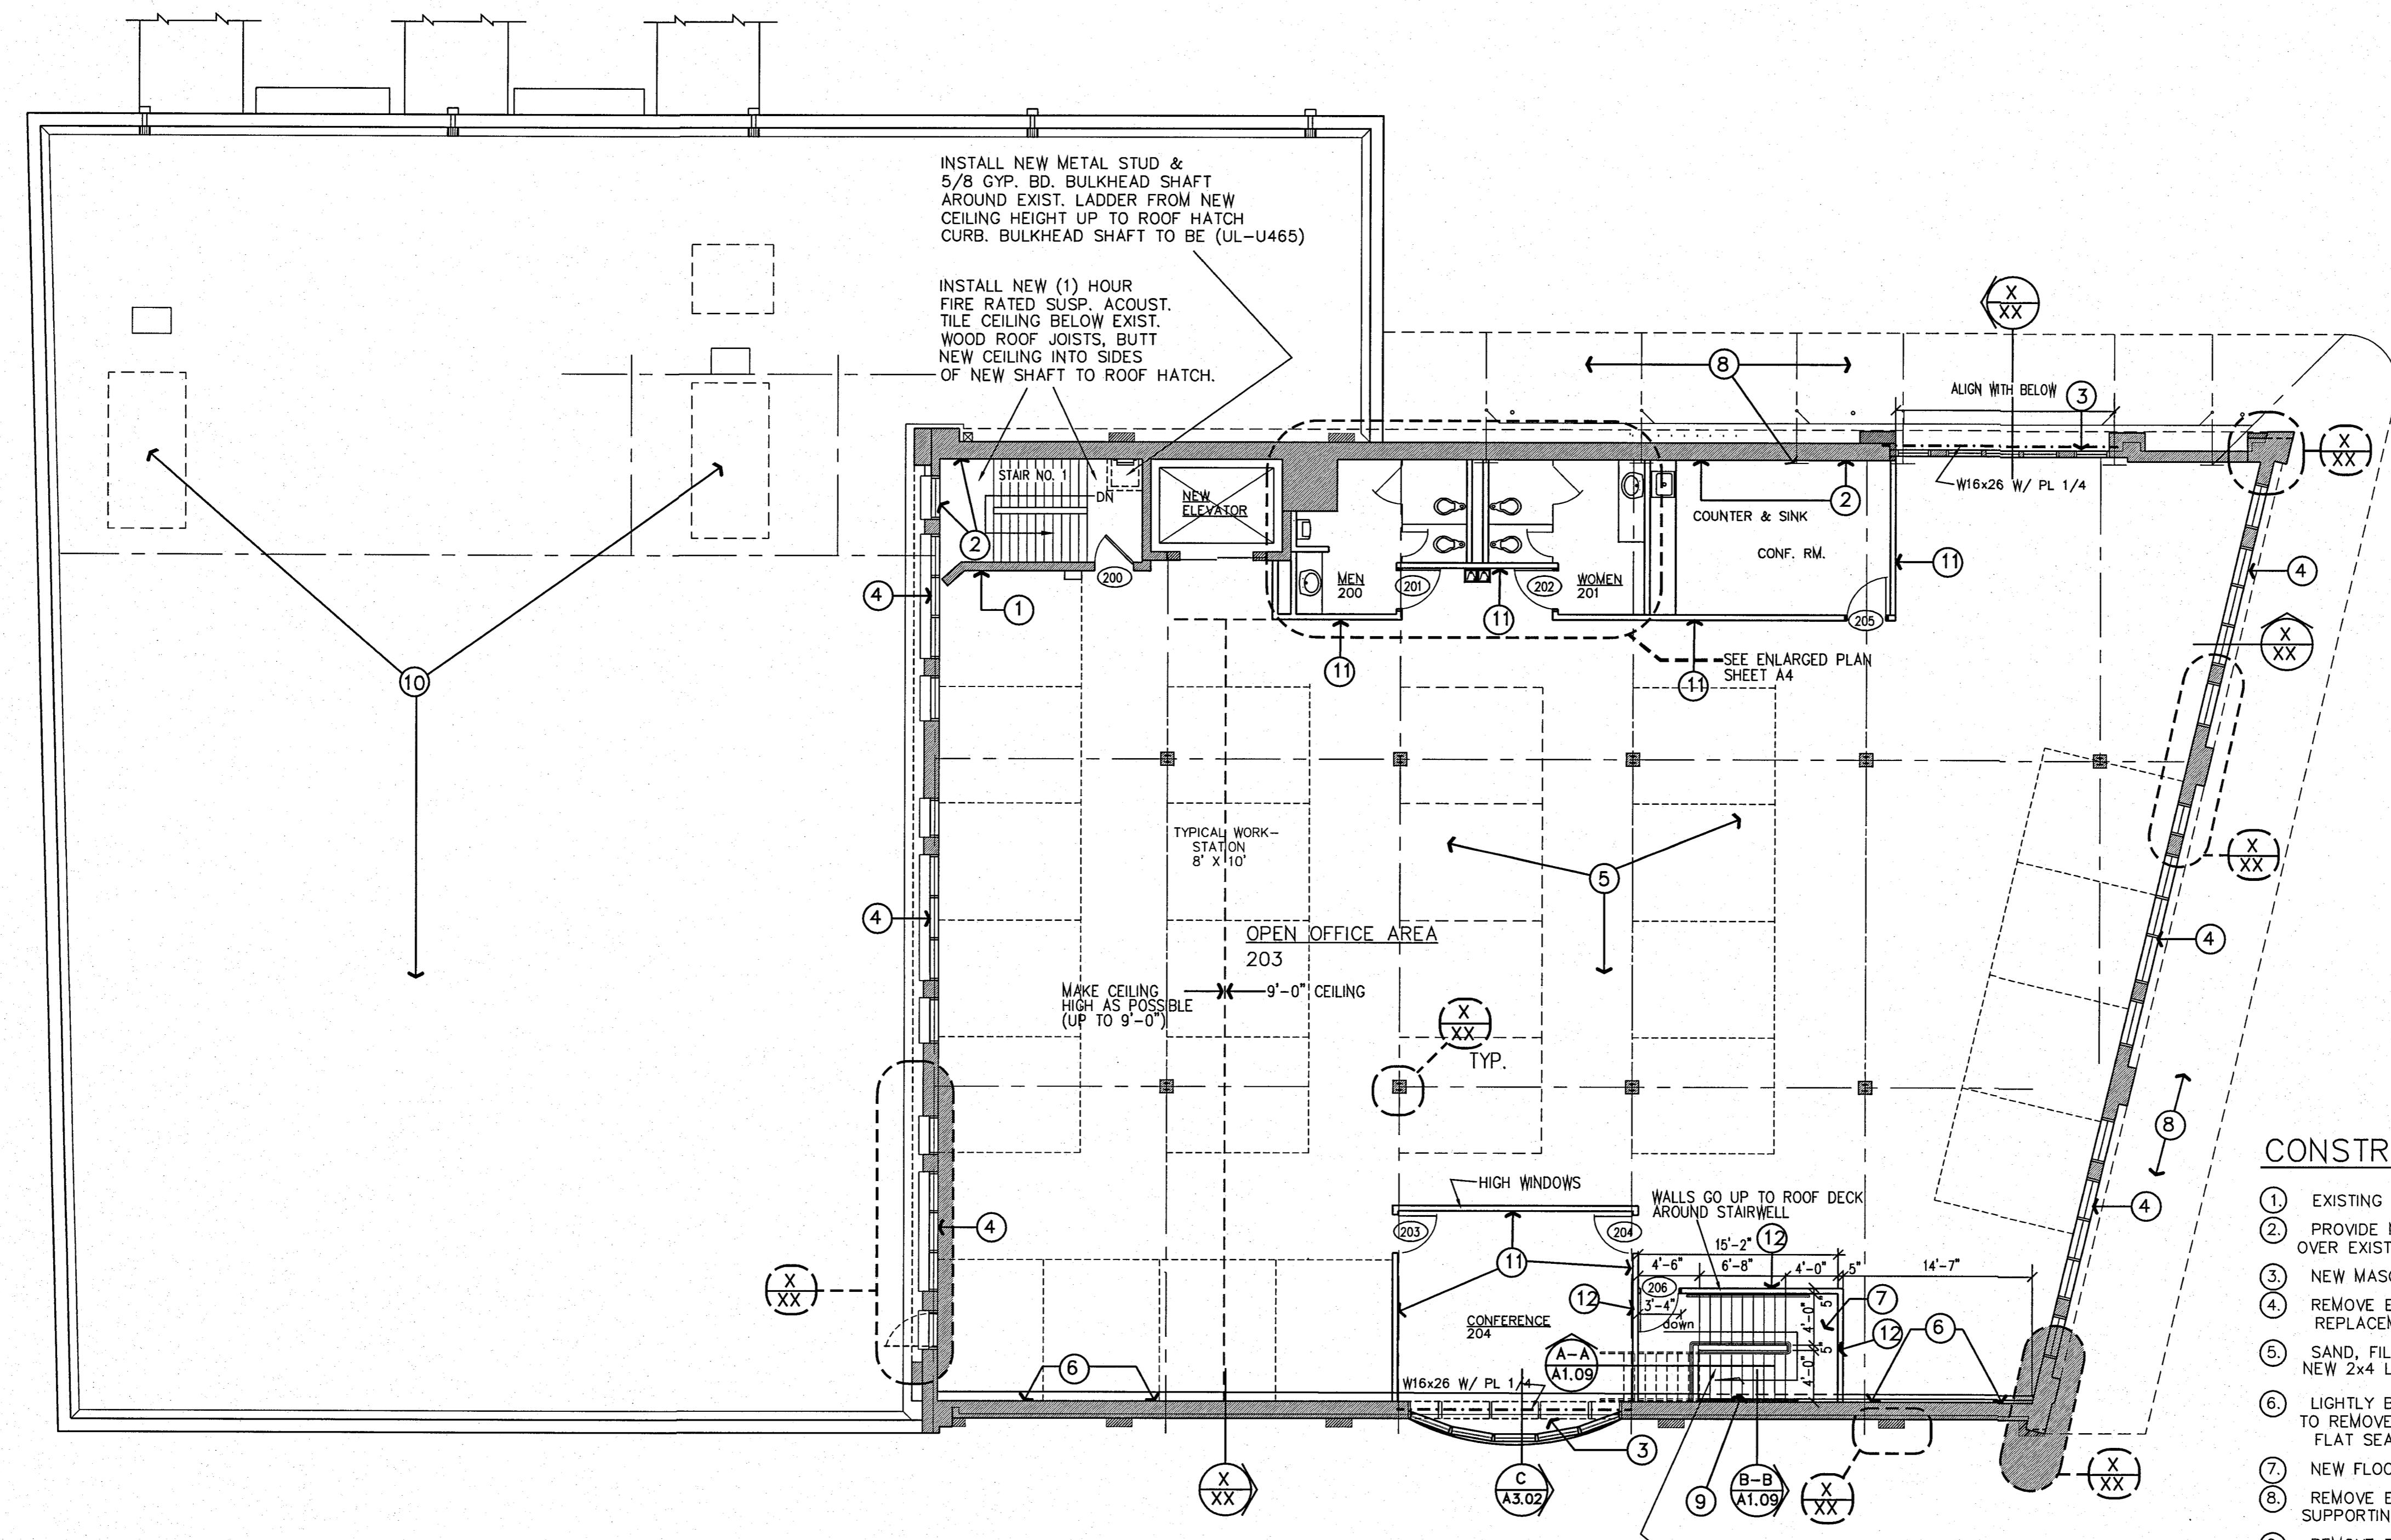 INSTALL NEW METAL STUD &
5/8 GYP. BD. BULKHEAD SHAFT
AROUND EXIST. LADDER FROM NEW
CEILING HEIGHT UP TO ROOF HATCH
CURB. BULKHEAD SHAFT TO BE (UL-U465)
INSTALL NEW (1) HOUR
FIRE RATED SUSP. ACOUST.
TILE CEILING BELOW EXIST.
WOOD ROOF JOISTS, BUTT
NEW CEILING INTO SIDES
OF NEW SHAFT TO ROOF HATCH.
X
XX
8
ALIGN WITH BELOW
3
X
XX
STAIR NO. 1
DN
NEW
ELEVATOR
W16x26 W/ PL 1/4
2
COUNTER & SINK
2
CONF. RM.
11
4
200
MEN
200
201
202
WOMEN
201
4
1
11
205
X
XX
11
SEE ENLARGED PLAN
SHEET A4
11
10
TYPICAL WORK-
STATION
8' X 10'
X
XX
5
4
OPEN OFFICE AREA
203
4
MAKE CEILING
HIGH AS POSSIBLE
(UP TO 9'-0")
9'-0" CEILING
X
XX
TYP.
8
HIGH WINDOWS
WALLS GO UP TO ROOF DECK
AROUND STAIRWELL
4
203
204
12
15'-2"
4'-6"
6'-8"
4'-0"
5"
14'-7"
4
11
X
XX
206
12
3'-4"
down
5"
4'-0"
5"
4'-0"
7
12
6
CONFERENCE
204
A-A
A1.09
6
W16x26 W/ PL 1/4
3
X
XX
C
A3.02
9
B-B
A1.09
X
XX
X
XX
CONSTR
1. EXISTING
2. PROVIDE
OVER EXIST
3. NEW MAS
4. REMOVE E
REPLACEM
5. SAND, FIL
NEW 2x4 L
6. LIGHTLY B
TO REMOVE
FLAT SEA
7. NEW FLOO
8. REMOVE E
SUPPORTIN